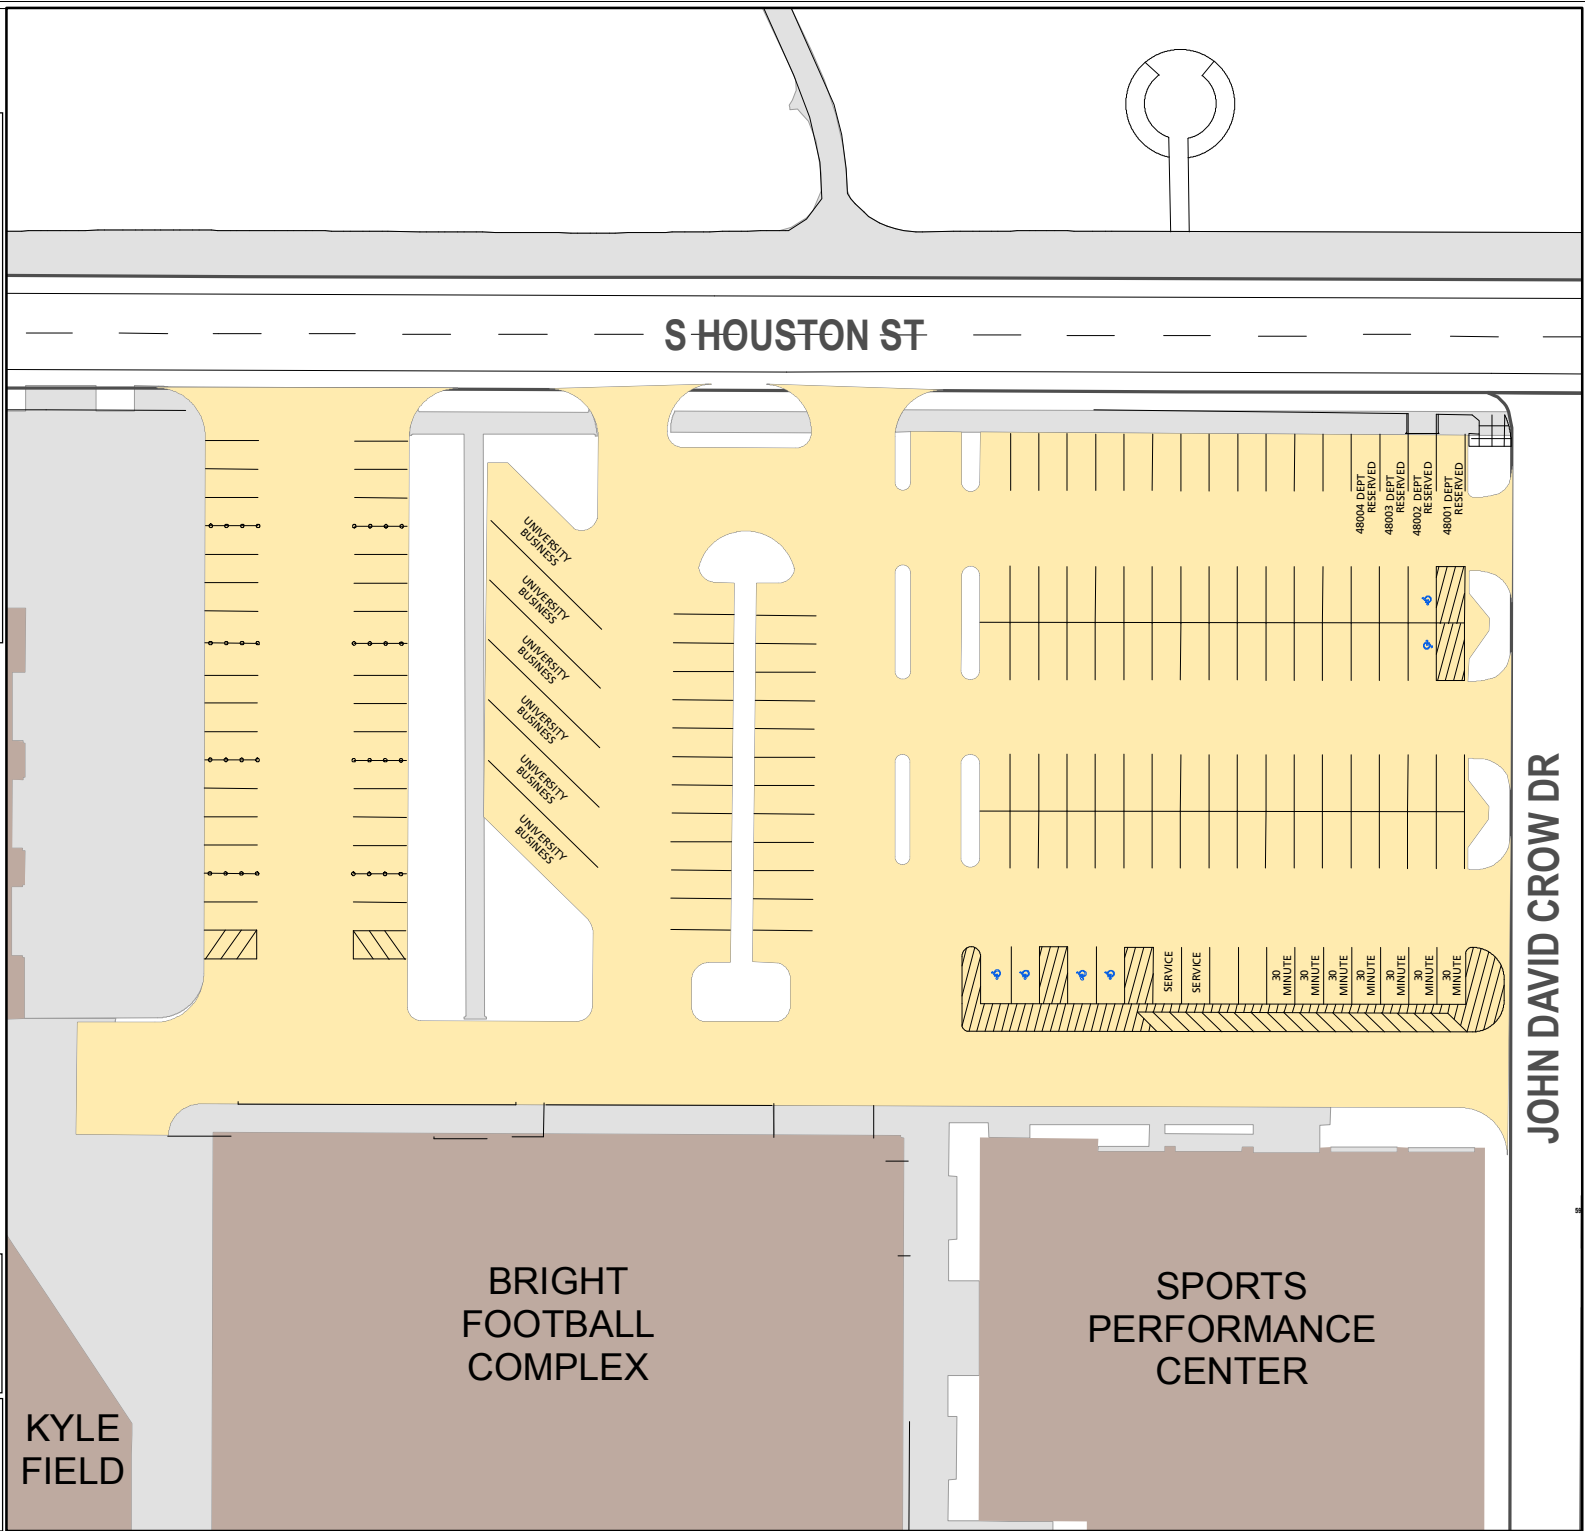 S HOUSTON ST
48004 DEPT
RESERVED
48003 DEPT
RESERVED
48002 DEPT
RESERVED
48001 DEPT
RESERVED
UNIVERSITY
BUSINESS
UNIVERSITY
BUSINESS
UNIVERSITY
BUSINESS
UNIVERSITY
BUSINESS
UNIVERSITY
BUSINESS
UNIVERSITY
BUSINESS
SERVICE
SERVICE
30
MINUTE
30
MINUTE
30
MINUTE
30
MINUTE
30
MINUTE
30
MINUTE
30
MINUTE
JOHN DAVID CROW DR
BRIGHT
FOOTBALL
COMPLEX
SPORTS
PERFORMANCE
CENTER
KYLE
FIELD